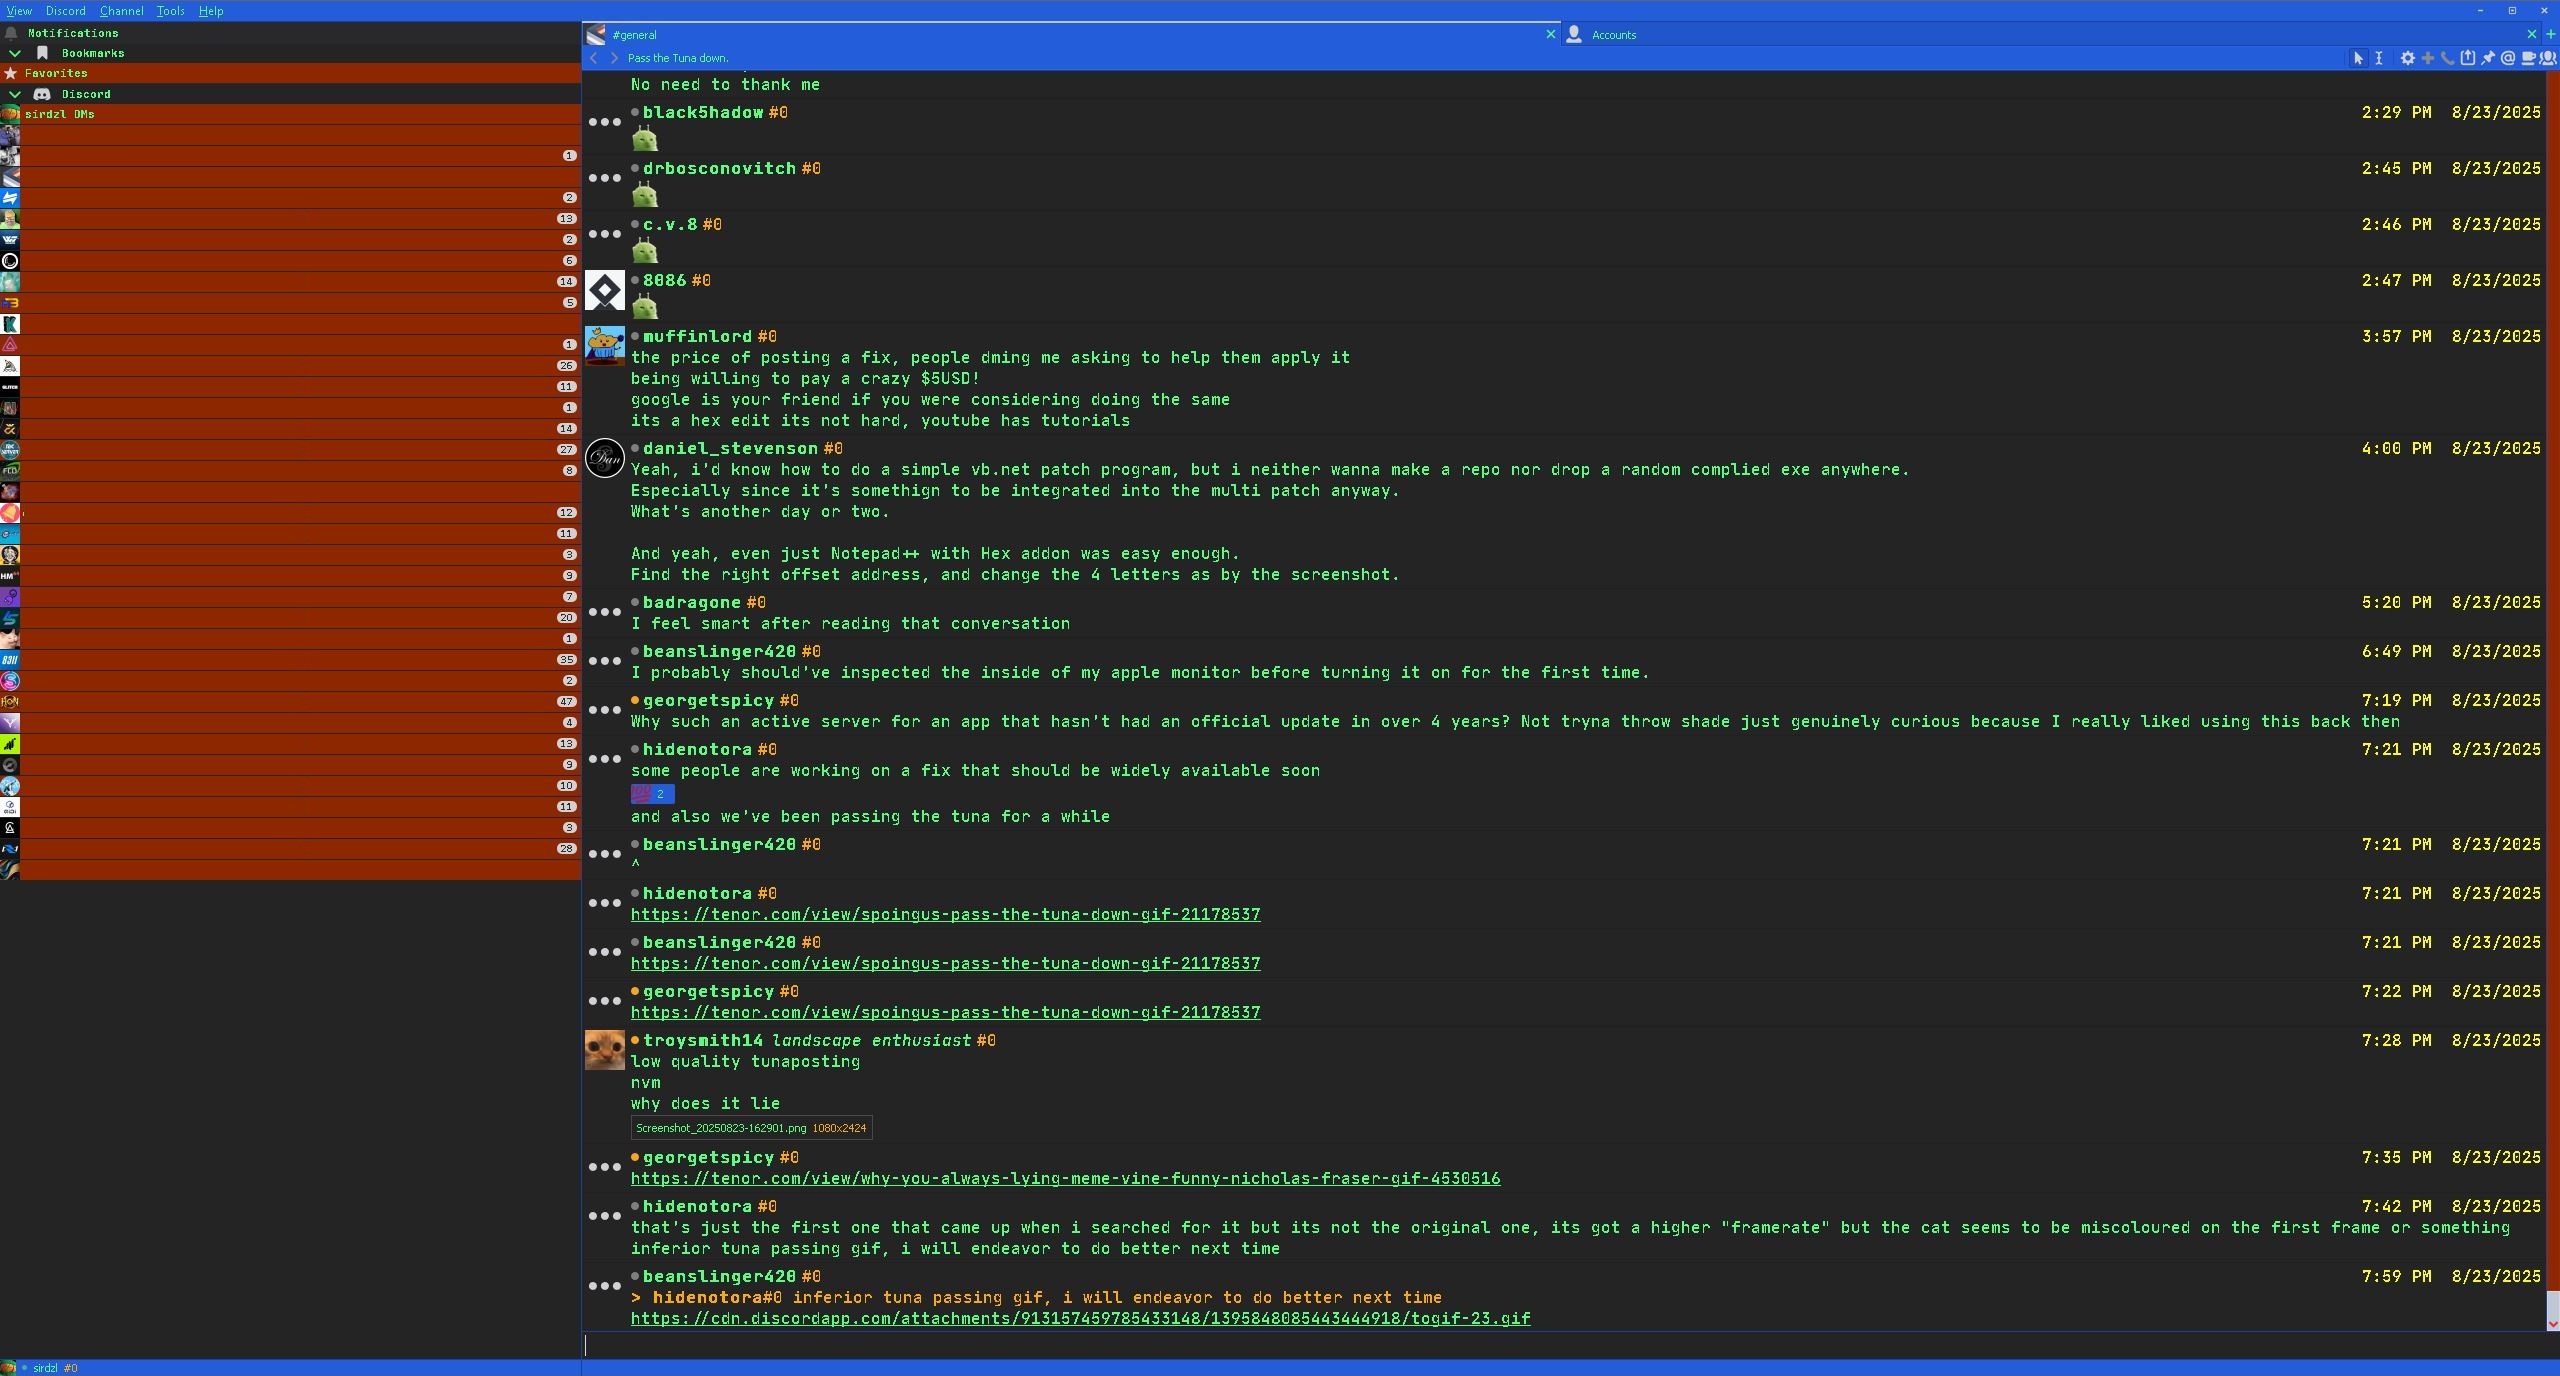 View Discord Channel Tools Help
Notifications
Bookmarks
Favorites
Discord
sirdzl DMs
1
2
13
2
6
14
5
1
26
GLITCH 11
1
14
27
8
12
11
3
HM 9
7
20
1
8311 35
2
47
4
13
9
10
11
3
28
sirdzl #0
#general
Accounts
Pass the Tuna down.
No need to thank me
black5hadow #0 2:29 PM 8/23/2025
drbosconovitch #0 2:45 PM 8/23/2025
c.v.8 #0 2:46 PM 8/23/2025
8086 #0 2:47 PM 8/23/2025
muffinlord #0 3:57 PM 8/23/2025
the price of posting a fix, people dming me asking to help them apply it
being willing to pay a crazy $5USD!
google is your friend if you were considering doing the same
its a hex edit its not hard, youtube has tutorials
Dan
daniel_stevenson #0 4:00 PM 8/23/2025
Yeah, i'd know how to do a simple vb.net patch program, but i neither wanna make a repo nor drop a random complied exe anywhere.
Especially since it's somethign to be integrated into the multi patch anyway.
What's another day or two.
And yeah, even just Notepad++ with Hex addon was easy enough.
Find the right offset address, and change the 4 letters as by the screenshot.
badragone #0 5:20 PM 8/23/2025
I feel smart after reading that conversation
beanslinger420 #0 6:49 PM 8/23/2025
I probably should've inspected the inside of my apple monitor before turning it on for the first time.
georgetspicy #0 7:19 PM 8/23/2025
Why such an active server for an app that hasn't had an official update in over 4 years? Not tryna throw shade just genuinely curious because I really liked using this back then
hidenotora #0 7:21 PM 8/23/2025
some people are working on a fix that should be widely available soon
100 2
and also we've been passing the tuna for a while
beanslinger420 #0 7:21 PM 8/23/2025
^
hidenotora #0 7:21 PM 8/23/2025
https://tenor.com/view/spoingus-pass-the-tuna-down-gif-21178537
beanslinger420 #0 7:21 PM 8/23/2025
https://tenor.com/view/spoingus-pass-the-tuna-down-gif-21178537
georgetspicy #0 7:22 PM 8/23/2025
https://tenor.com/view/spoingus-pass-the-tuna-down-gif-21178537
troysmith14 landscape enthusiast #0 7:28 PM 8/23/2025
low quality tunaposting
nvm
why does it lie
Screenshot_20250823-162901.png 1080x2424
georgetspicy #0 7:35 PM 8/23/2025
https://tenor.com/view/why-you-always-lying-meme-vine-funny-nicholas-fraser-gif-4530516
hidenotora #0 7:42 PM 8/23/2025
that's just the first one that came up when i searched for it but its not the original one, its got a higher "framerate" but the cat seems to be miscoloured on the first frame or something
inferior tuna passing gif, i will endeavor to do better next time
beanslinger420 #0 7:59 PM 8/23/2025
> hidenotora#0 inferior tuna passing gif, i will endeavor to do better next time
https://cdn.discordapp.com/attachments/913157459785433148/1395848085443444918/togif-23.gif